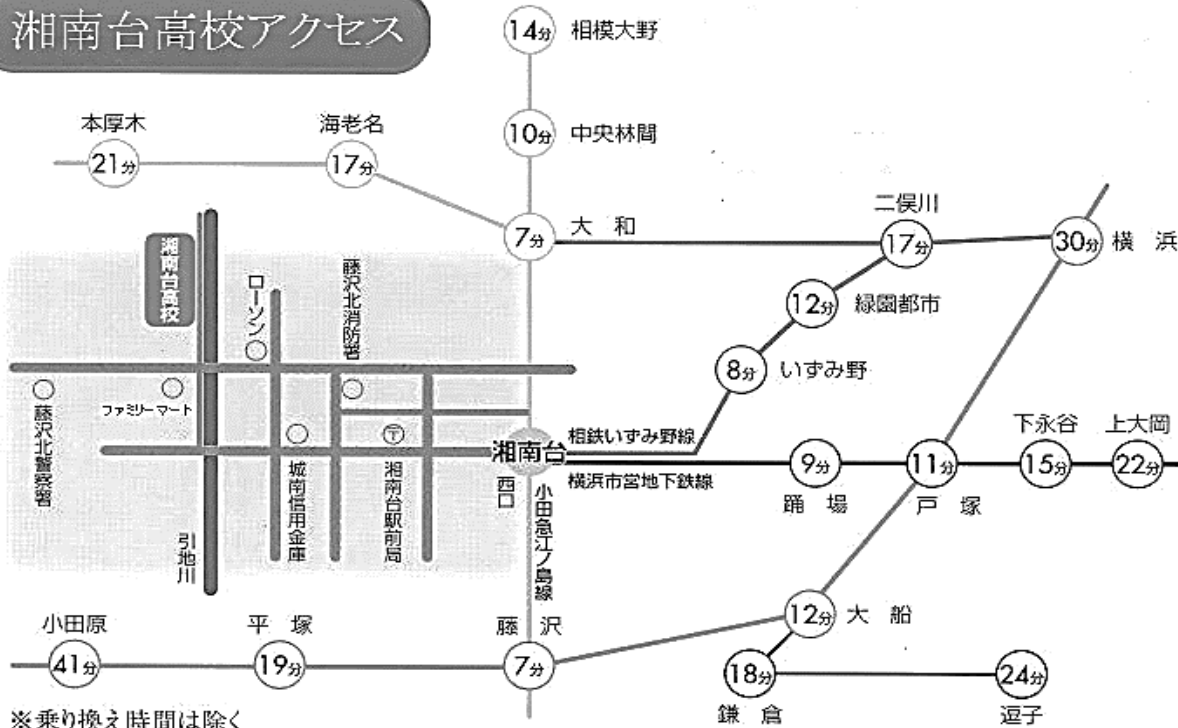 湘南台高校アクセス
14分 相模大野
10分 中央林間
本厚木
21分
海老名
17分
7分 大和
二俣川
17分
30分 横浜
12分 緑園都市
8分 いずみ野
湘南台高校
ローソン
藤沢北消防署
ファミリーマート
藤沢北警察署
城南信用金庫
〒
湘南台駅前局
引地川
湘南台
西口
小田急江ノ島線
相鉄いずみ野線
横浜市営地下鉄線
9分
踊場
11分
戸塚
下永谷
15分
上大岡
22分
小田原
41分
平塚
19分
藤沢
7分
12分 大船
18分
鎌倉
24分
逗子
※乗り換え時間は除く